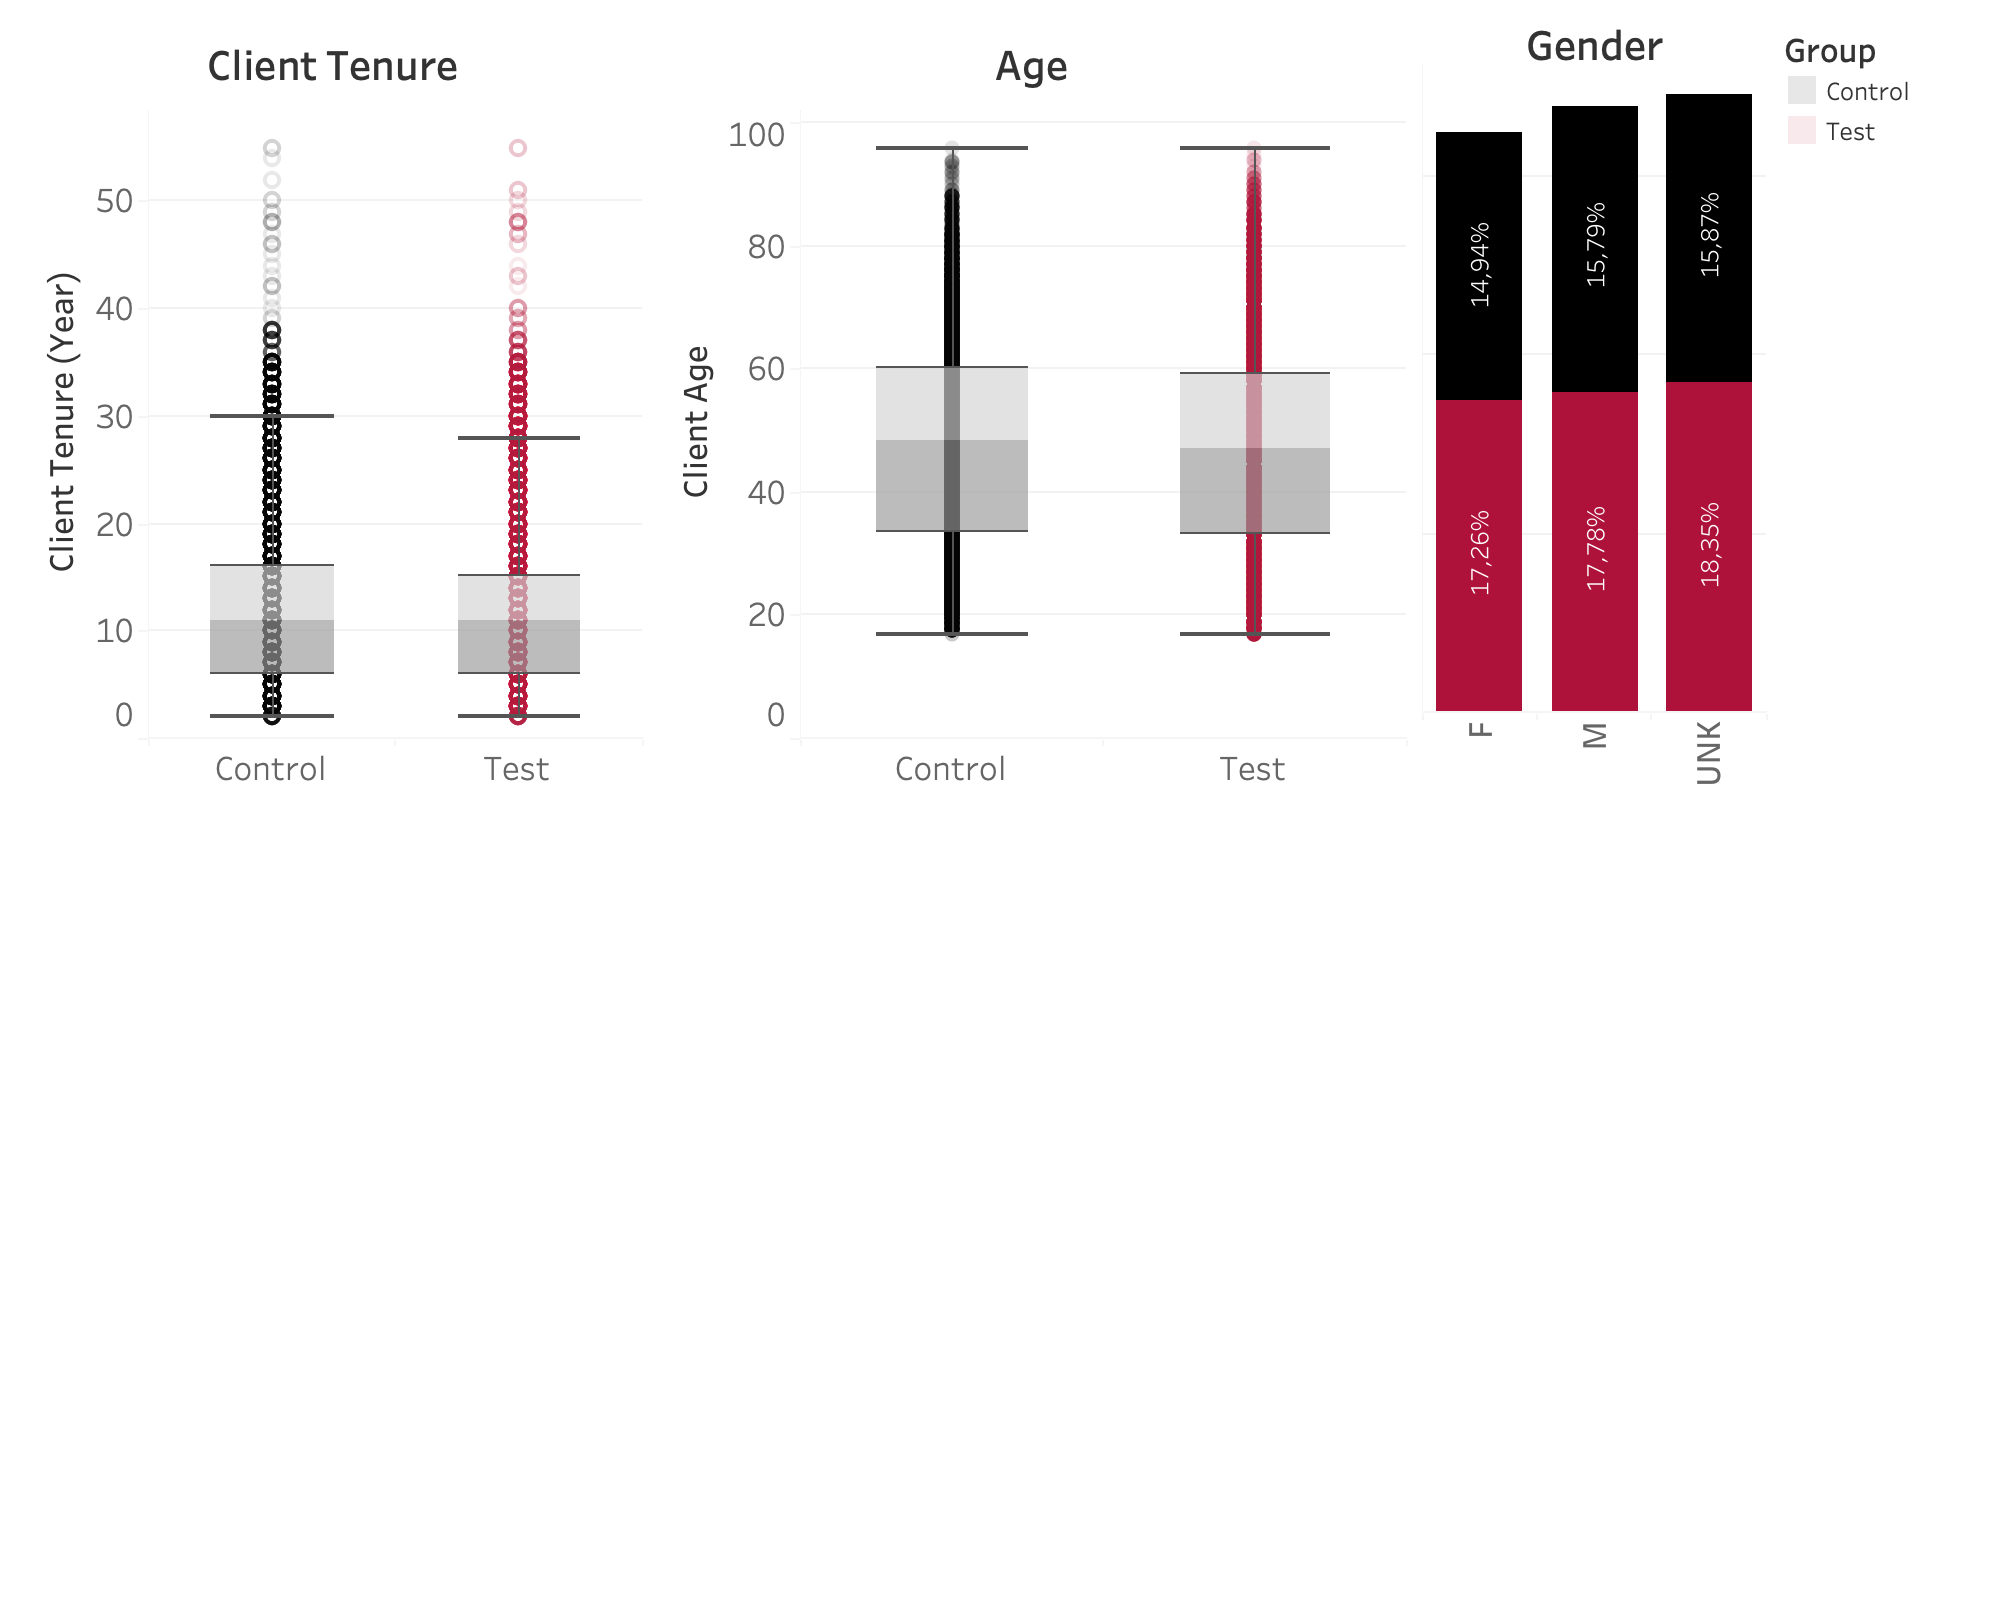 Client Tenure
Client Tenure (Year)
50
40
30
20
10
0
Control
Test
Age
Client Age
100
80
60
40
20
0
Control
Test
Gender
14,94%
15,79%
15,87%
17,26%
17,78%
18,35%
F
M
UNK
Group
Control
Test